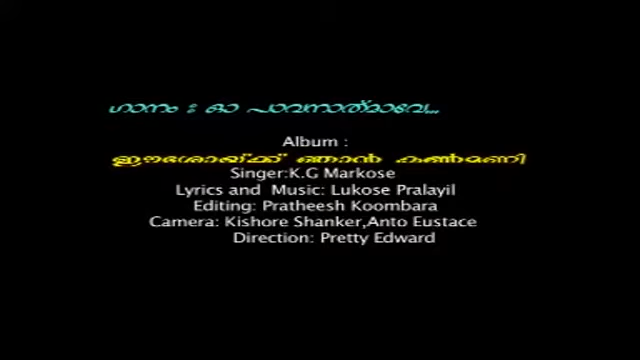 ഗാനം : ഓ പാവനാത്മാവേ...
Album :
ഈശോയ്ക്ക് ഞാൻ കൺമണി
Singer:K.G Markose
Lyrics and Music: Lukose Pralayil
Editing: Pratheesh Koombara
Camera: Kishore Shanker,Anto Eustace
Direction: Pretty Edward